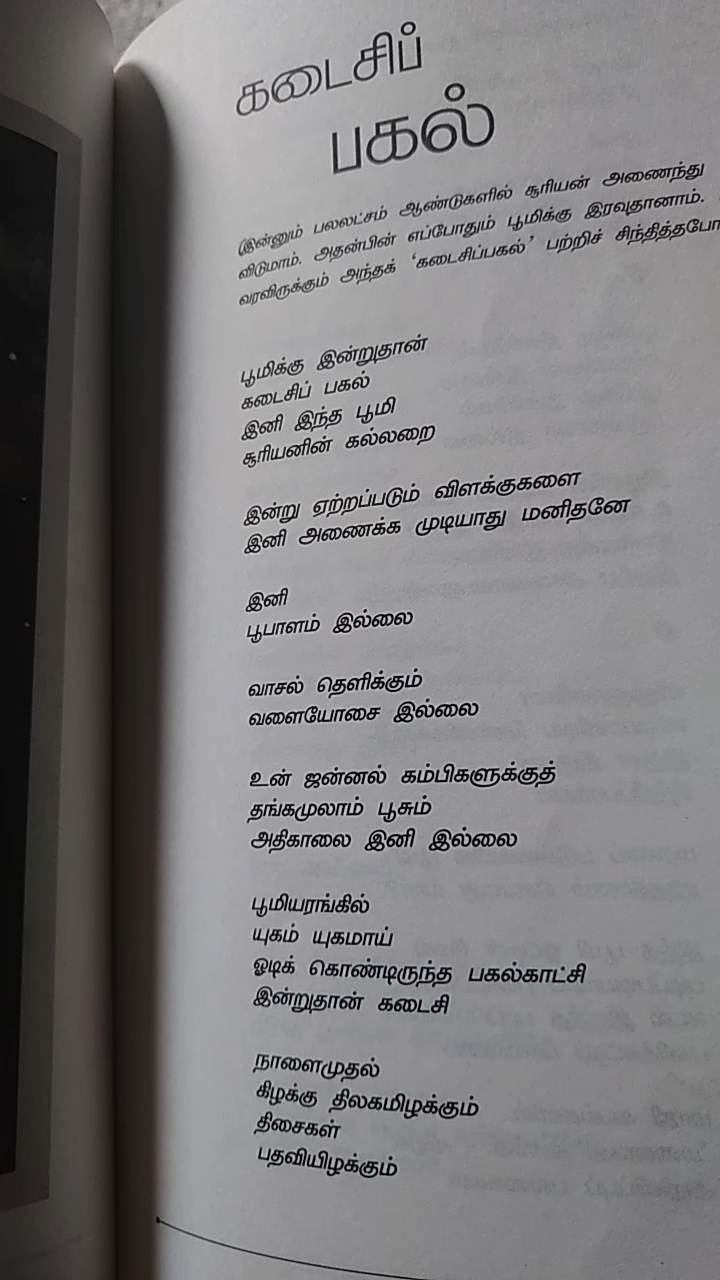 கடைசிப்
பகல்
(இன்னும் பலலட்சம் ஆண்டுகளில் சூரியன் அணைந்து
விடுமாம். அதன்பின் எப்போதும் பூமிக்கு இரவுதானாம்.
வரவிருக்கும் அந்தக் ‘கடைசிப்பகல்’ பற்றிச்
பூமிக்கு இன்றுதான்
கடைசிப் பகல்
இனி இந்த பூமி
சூரியனின் கல்லறை
இன்று ஏற்றப்படும் விளக்குகளை
இனி அணைக்க முடியாது மனிதனே
இனி
பூபாளம் இல்லை
வாசல் தெளிக்கும்
வளையோசை இல்லை
உன் ஜன்னல் கம்பிகளுக்குத்
தங்கமுலாம் பூசும்
அதிகாலை இனி இல்லை
பூமியரங்கில்
யுகம் யுகமாய்
ஓடிக் கொண்டிருந்த பகல்காட்சி
இன்றுதான் கடைசி
நாளைமுதல்
கிழக்கு திலகமிழக்கும்
திசைகள்
பதவியிழக்கும்